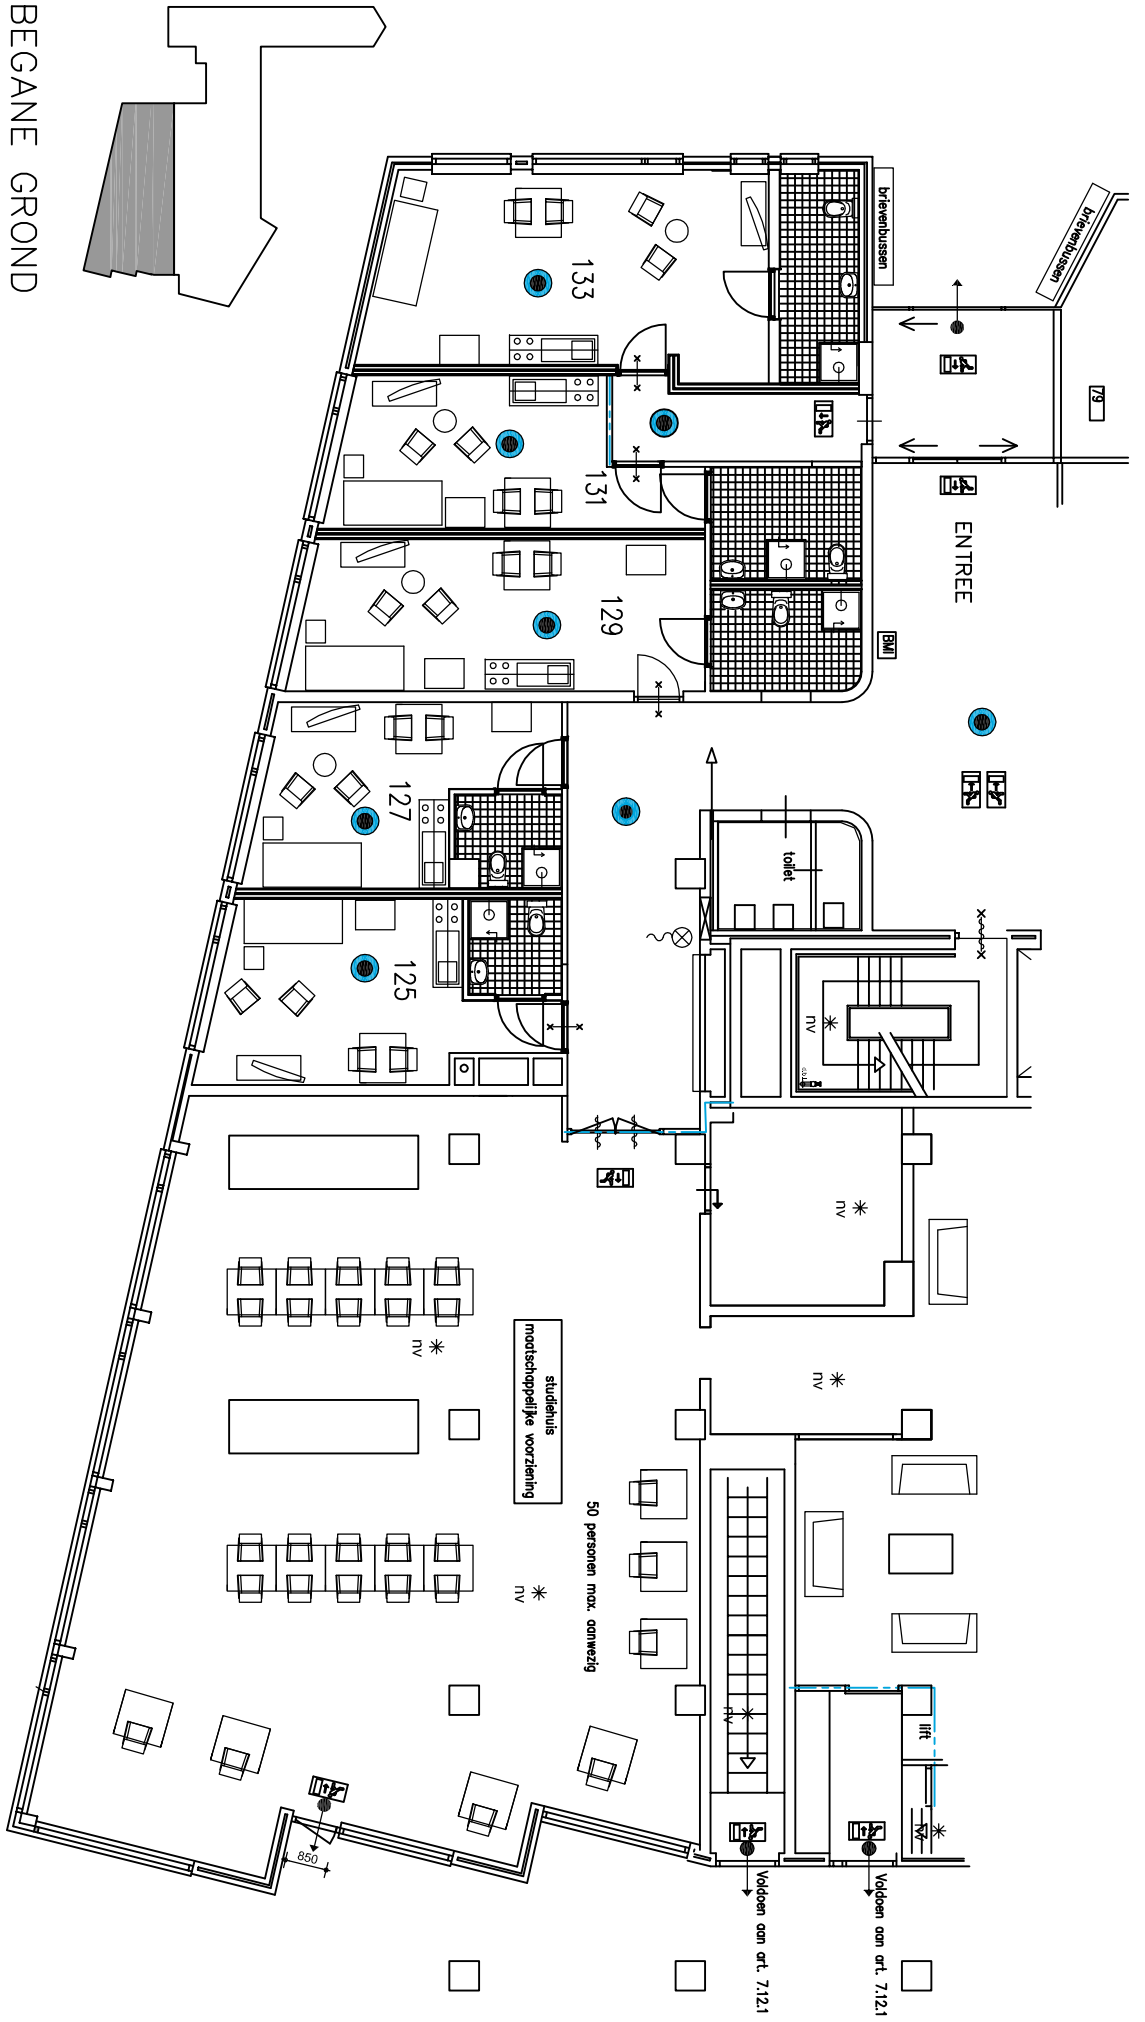 BEGANE GROND
brievenbussen
brievenbussen
79
133
131
ENTREE
129
BMI
127
toilet
125
nv
nv
nv
nv
studiehuis
maatschappelijke voorziening
50 personen max. aanwezig
nv
nv
lift
nv
850
Voldoen aan art. 7.12.1
Voldoen aan art. 7.12.1